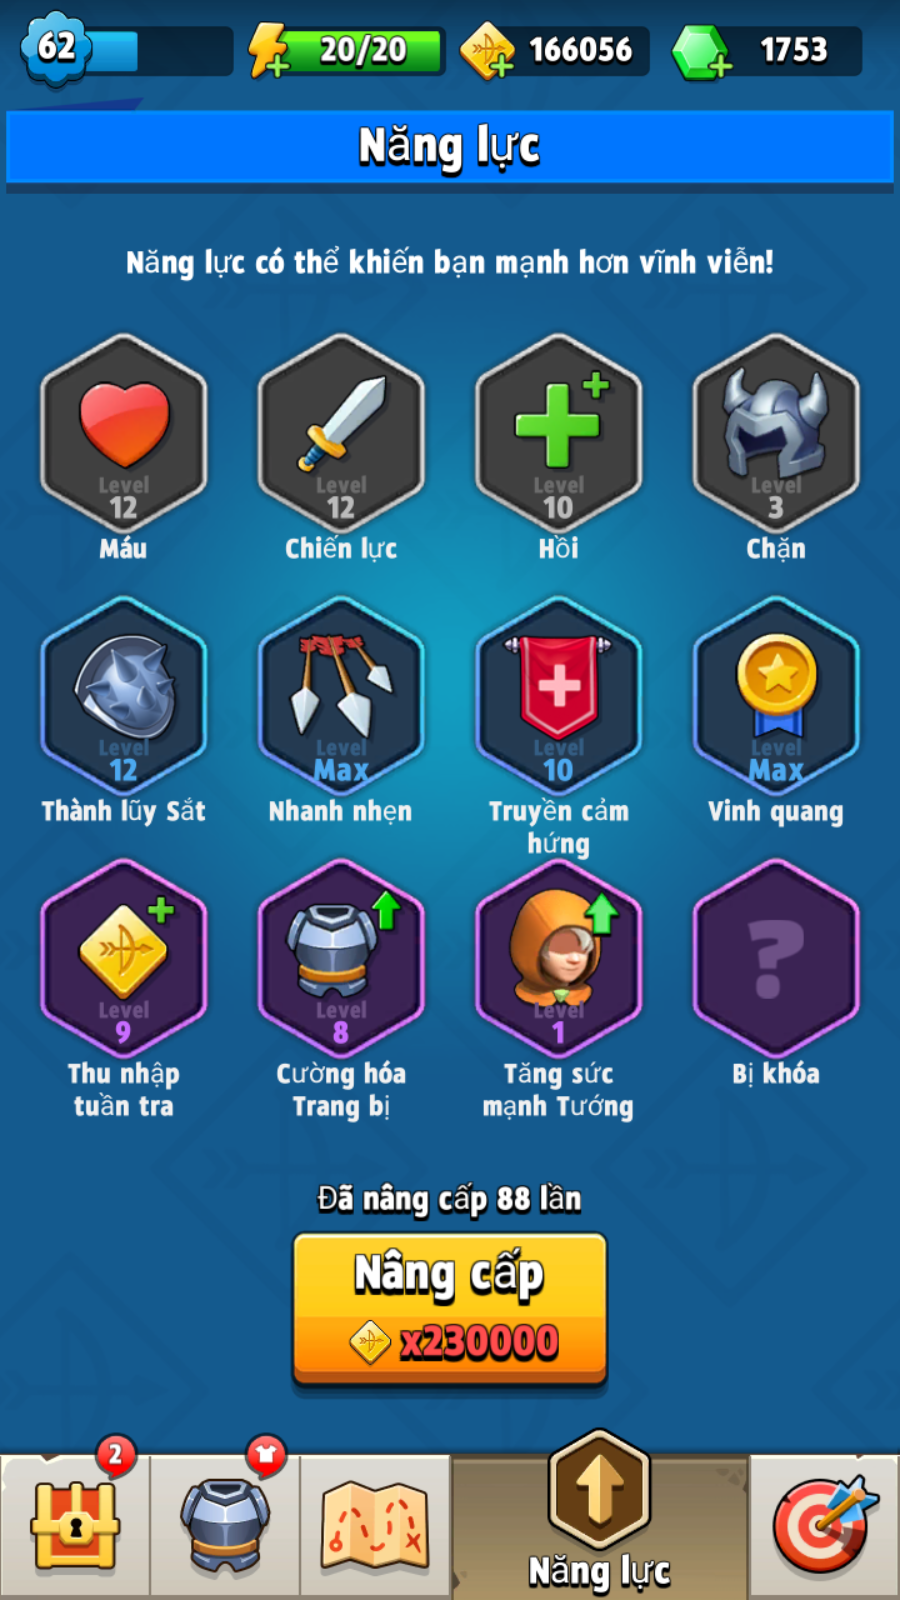 62 20/20 166056 1753
Năng lực
Năng lực có thể khiến bạn mạnh hơn vĩnh viễn!
Level Level Level Level
12 12 10 3
Máu Chiến lực Hồi Chặn
Level Level Level Level
12 Max 10 Max
Thành lũy Sắt Nhanh nhẹn Truyền cảm Vinh quang
hứng
Level Level Level ?
9 8 1
Thu nhập Cường hóa Tăng sức Bị khóa
tuần tra Trang bị mạnh Tướng
Đã nâng cấp 88 lần
Nâng cấp
x230000
2
Năng lực